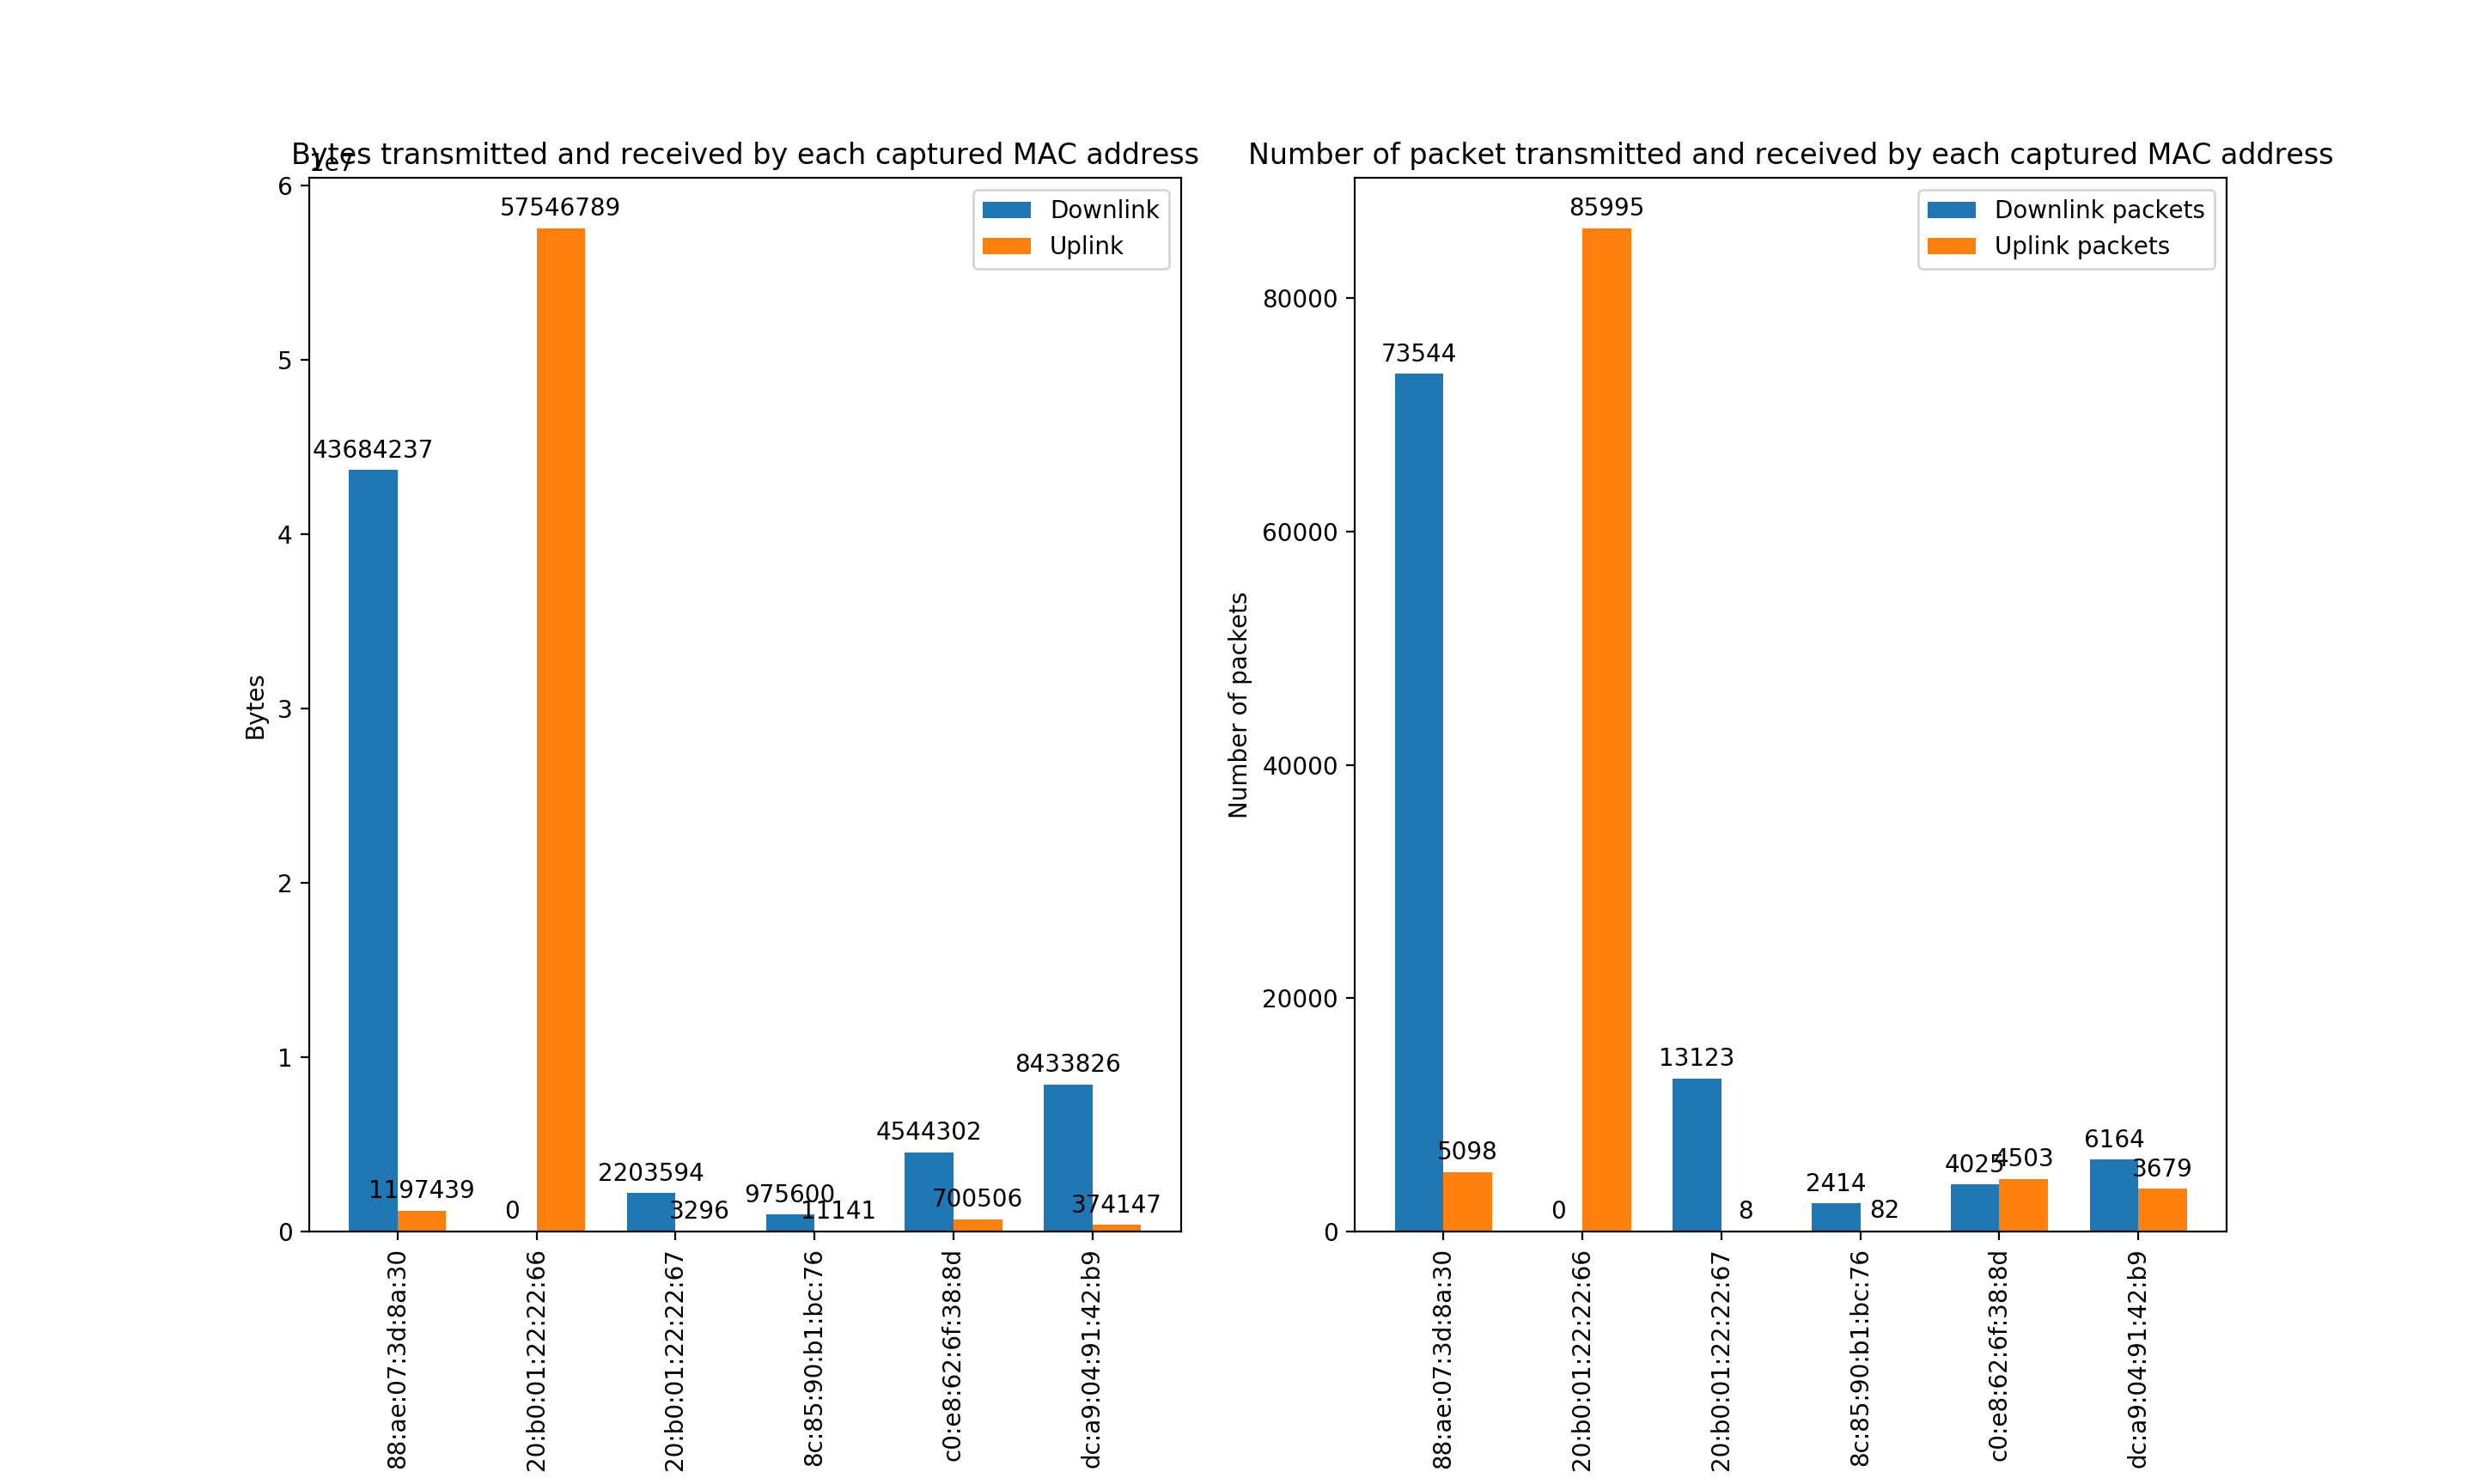 Bytes transmitted and received by each captured MAC address
1e7
6
5
4
3
2
1
0
Bytes
Downlink
Uplink
57546789
43684237
1197439
0
2203594
3296
975600
11141
4544302
700506
8433826
374147
88:ae:07:3d:8a:30
20:b0:01:22:22:66
20:b0:01:22:22:67
8c:85:90:b1:bc:76
c0:e8:62:6f:38:8d
dc:a9:04:91:42:b9
Number of packet transmitted and received by each captured MAC address
80000
60000
40000
20000
0
Number of packets
Downlink packets
Uplink packets
85995
73544
5098
0
13123
8
2414
82
4025
4503
6164
3679
88:ae:07:3d:8a:30
20:b0:01:22:22:66
20:b0:01:22:22:67
8c:85:90:b1:bc:76
c0:e8:62:6f:38:8d
dc:a9:04:91:42:b9